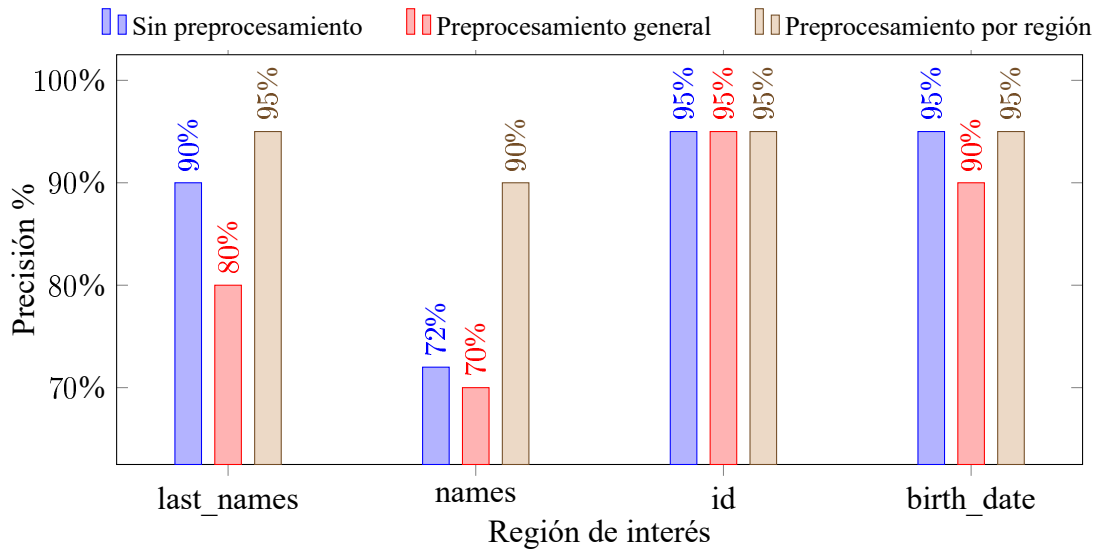 Sin preprocesamiento Preprocesamiento general Preprocesamiento por región
Precisión %
100%
90%
80%
70%
90% 80% 95%
72% 70% 90%
95% 95% 95%
95% 90% 95%
last_names names id birth_date
Región de interés